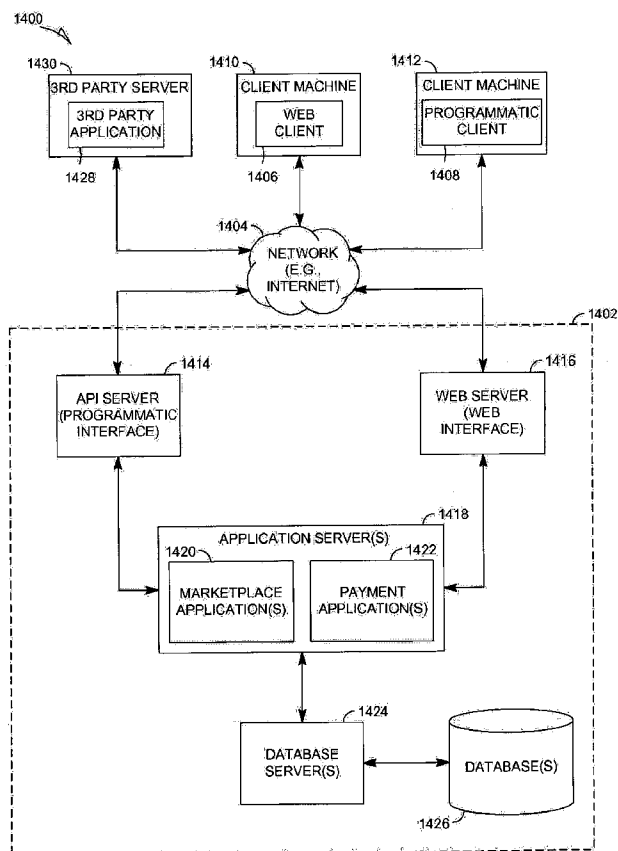 1400
1430
3RD PARTY SERVER
3RD PARTY
APPLICATION
1428
1410
CLIENT MACHINE
WEB
CLIENT
1406
1412
CLIENT MACHINE
PROGRAMMATIC
CLIENT
1408
1404
NETWORK
(E.G.,
INTERNET)
1402
1414
API SERVER
(PROGRAMMATIC
INTERFACE)
1416
WEB SERVER
(WEB
INTERFACE)
1418
APPLICATION SERVER(S)
1420
MARKETPLACE
APPLICATION(S)
1422
PAYMENT
APPLICATION(S)
1424
DATABASE
SERVER(S)
DATABASE(S)
1426